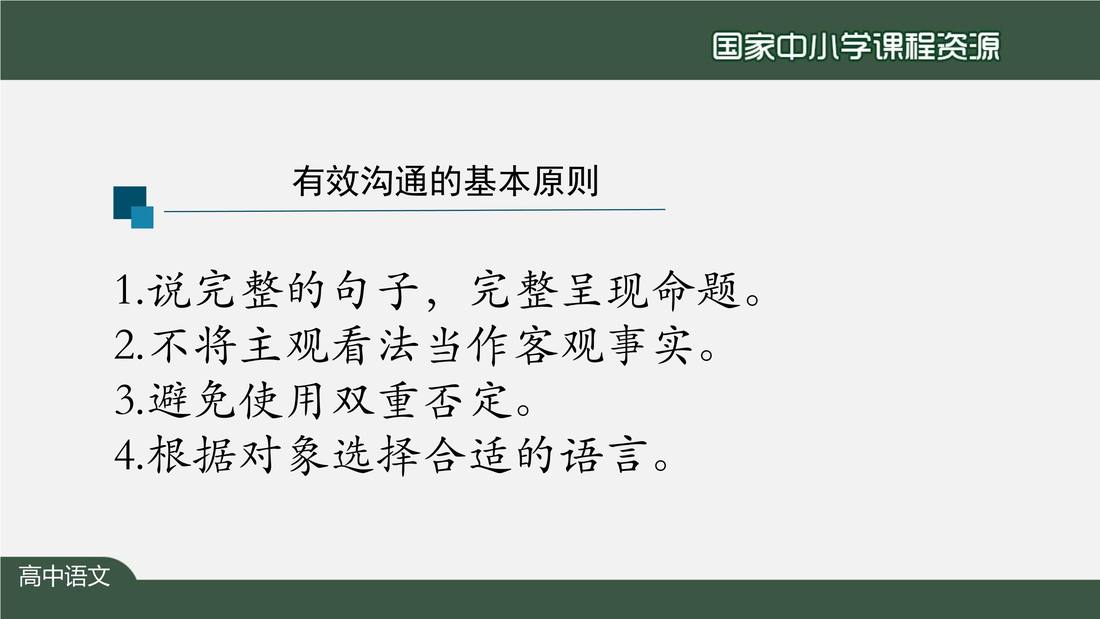 国家中小学课程资源
有效沟通的基本原则
1.说完整的句子，完整呈现命题。
2.不将主观看法当作客观事实。
3.避免使用双重否定。
4.根据对象选择合适的语言。
高中语文